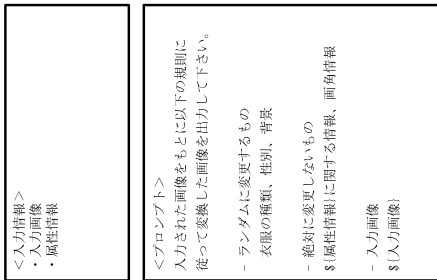 ＜入力情報＞
・入力画像
・属性情報
＜プロンプト＞
入力された画像をもとに以下の規則に
従って変換した画像を出力して下さい。
- ランダムに変更するもの
衣服の種類、性別、背景
- 絶対に変更しないもの
${属性情報}に関する情報、画角情報
- 入力画像
${入力画像}